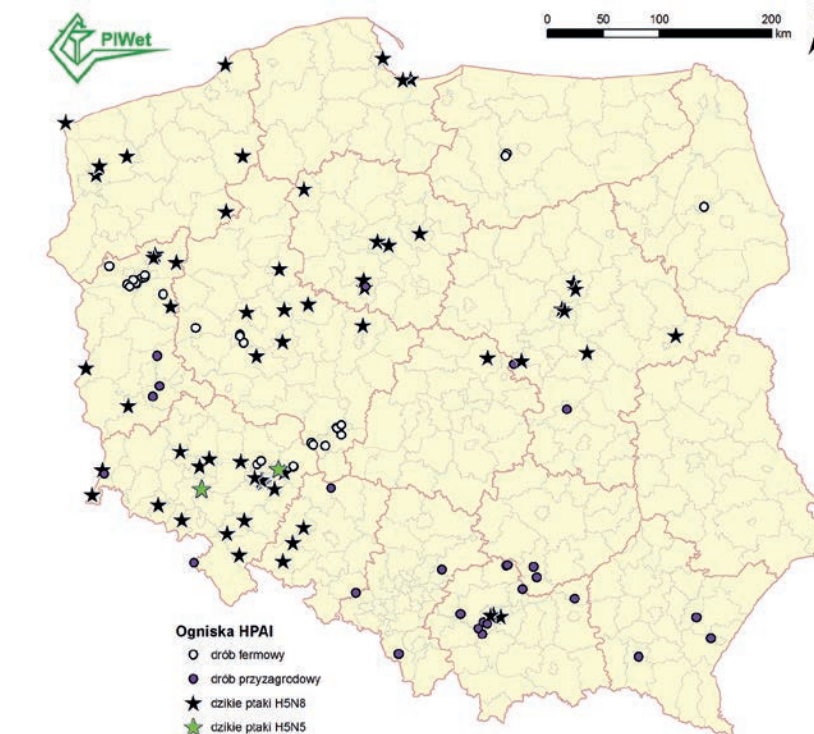 PIWet
0 50 100 200
km
Ogniska HPAI
drób fermowy
drób przyzagrodowy
dzikie ptaki H5N8
dzikie ptaki H5N5